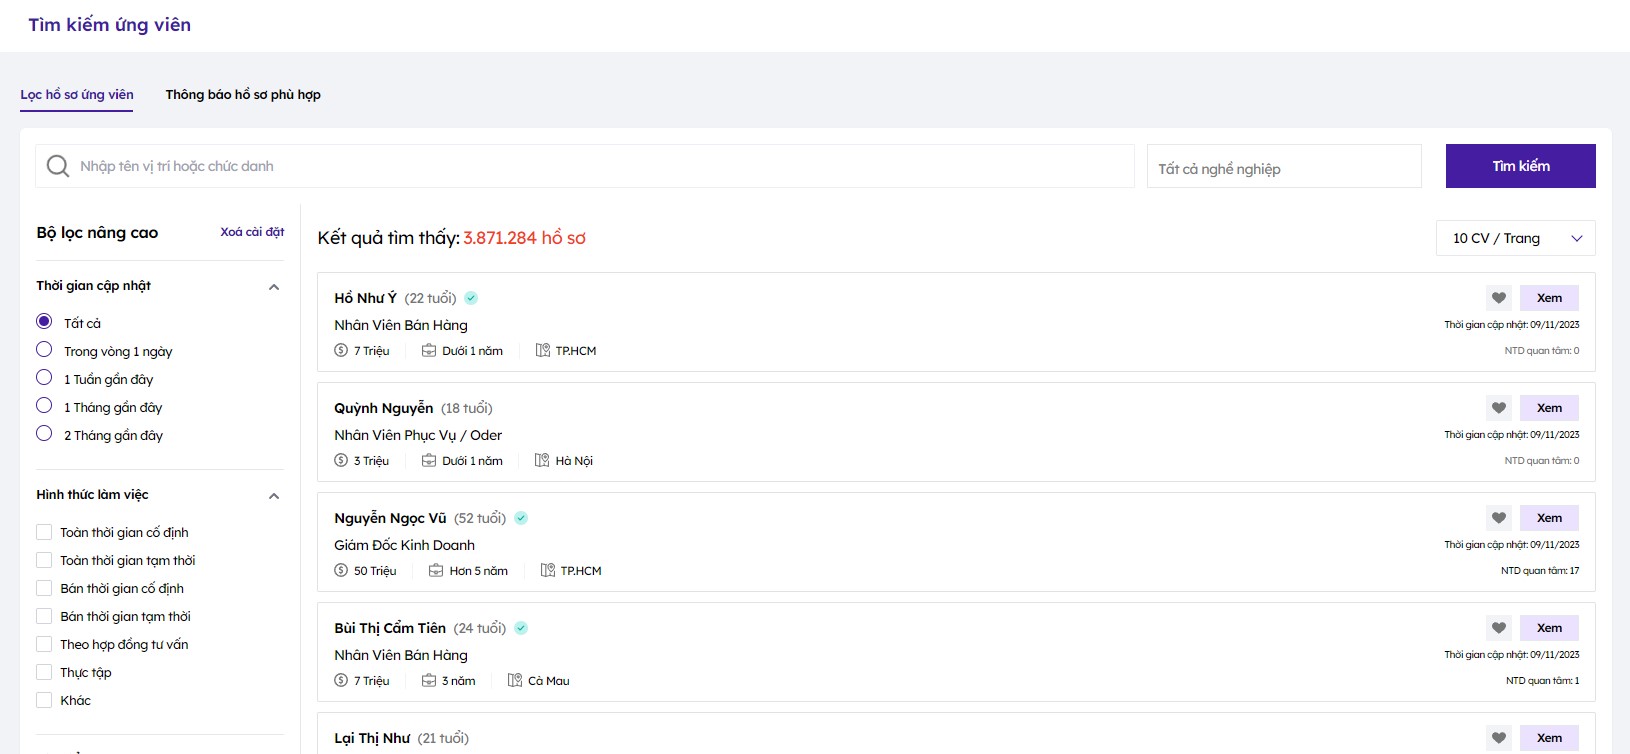 Tìm kiếm ứng viên
Lọc hồ sơ ứng viên
Thông báo hồ sơ phù hợp
Nhập tên vị trí hoặc chức danh
Tất cả nghề nghiệp
Tìm kiếm
Bộ lọc nâng cao
Xoá cài đặt
Thời gian cập nhật
Tất cả
Trong vòng 1 ngày
1 Tuần gần đây
1 Tháng gần đây
2 Tháng gần đây
Hình thức làm việc
Toàn thời gian cố định
Toàn thời gian tạm thời
Bán thời gian cố định
Bán thời gian tạm thời
Theo hợp đồng tư vấn
Thực tập
Khác
Kết quả tìm thấy: 3.871.284 hồ sơ
10 CV / Trang
Hồ Như Ý (22 tuổi)
Xem
Nhân Viên Bán Hàng
Thời gian cập nhật: 09/11/2023
7 Triệu Dưới 1 năm TP.HCM
NTD quan tâm: 0
Quỳnh Nguyễn (18 tuổi)
Xem
Nhân Viên Phục Vụ / Oder
Thời gian cập nhật: 09/11/2023
3 Triệu Dưới 1 năm Hà Nội
NTD quan tâm: 0
Nguyễn Ngọc Vũ (52 tuổi)
Xem
Giám Đốc Kinh Doanh
Thời gian cập nhật: 09/11/2023
50 Triệu Hơn 5 năm TP.HCM
NTD quan tâm: 17
Bùi Thị Cẩm Tiên (24 tuổi)
Xem
Nhân Viên Bán Hàng
Thời gian cập nhật: 09/11/2023
7 Triệu 3 năm Cà Mau
NTD quan tâm: 1
Lại Thị Như (21 tuổi)
Xem